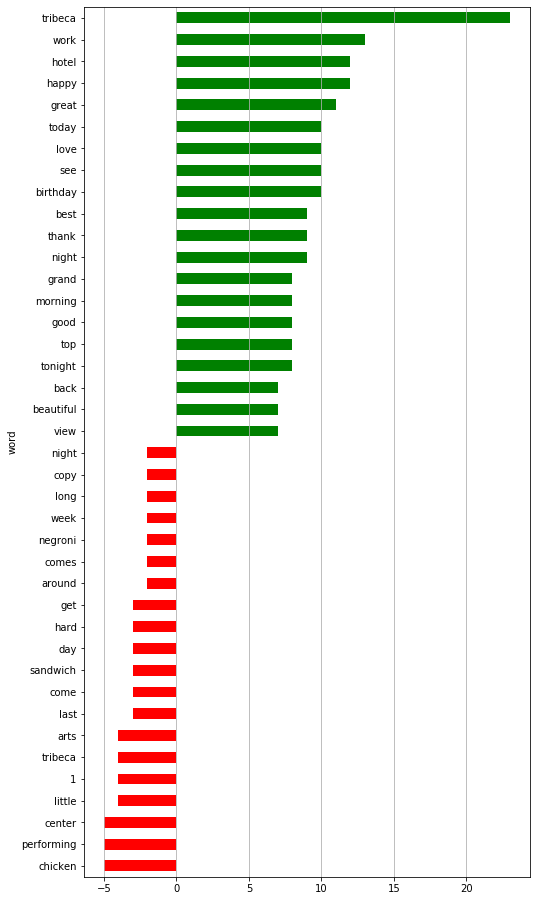 tribeca
work
hotel
happy
great
today
love
see
birthday
best
thank
night
grand
morning
good
top
tonight
back
beautiful
view
night
copy
long
week
negroni
comes
around
get
hard
day
sandwich
come
last
arts
tribeca
1
little
center
performing
chicken
word
−5 0 5 10 15 20